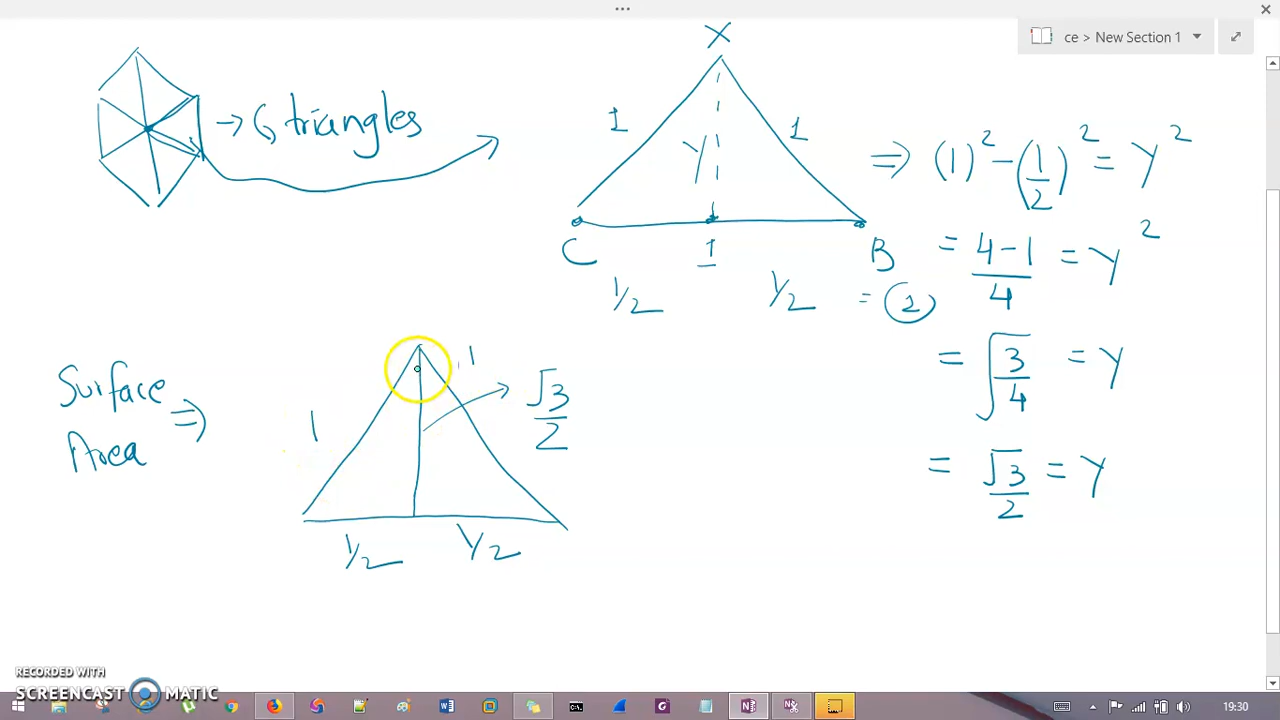 ce > New Section 1
→ 6 triangles
X
1 1
Y
C 1 B
1/2 1/2 = 1
⇒ (1)² - (1/2)² = Y²
= 4-1/4 = Y²
= √3/4 = Y
= √3/2 = Y
Surface
Area ⇒
1 1
√3/2
1/2 1/2
RECORDED WITH
SCREENCAST MATIC
19:30